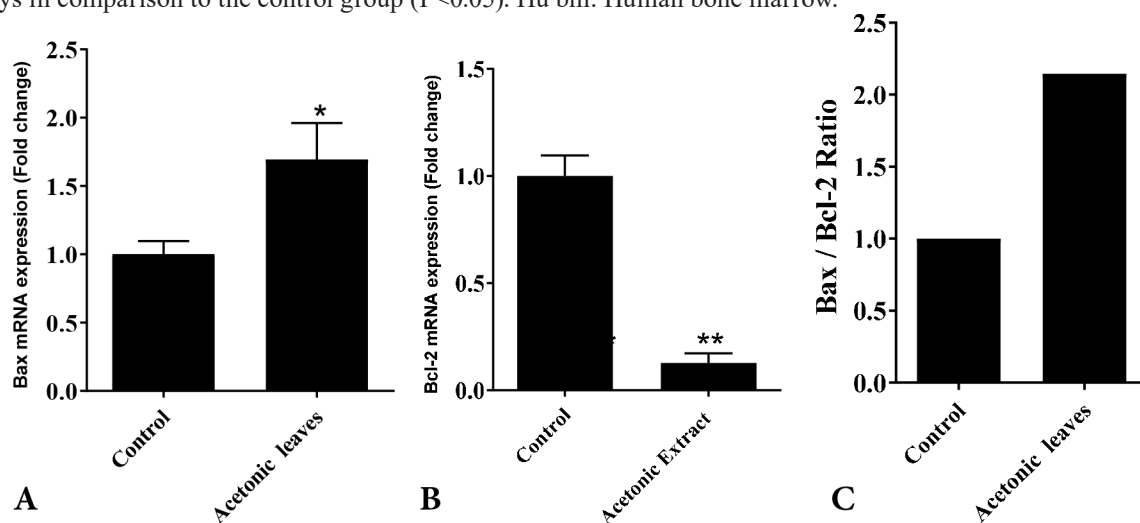 in comparison to the control group (P<0.05). Hu bm: Human bone marrow.
Bax mRNA expression (Fold change)
2.5
2.0
1.5
1.0
0.5
0.0
*
Control
Acetonic leaves
A
Bcl-2 mRNA expression (Fold change)
1.5
1.0
0.5
0.0
**
Control
Acetonic Extract
B
Bax / Bcl-2 Ratio
2.5
2.0
1.5
1.0
0.5
0.0
Control
Acetonic leaves
C